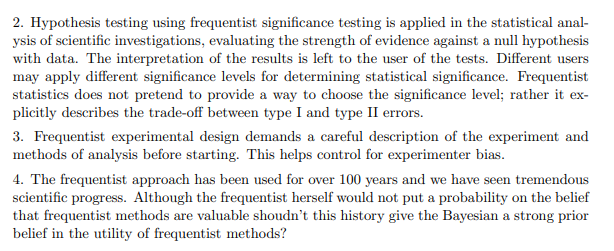 2. Hypothesis testing using frequentist significance testing is applied in the statistical anal-
ysis of scientific investigations, evaluating the strength of evidence against a null hypothesis
with data. The interpretation of the results is left to the user of the tests. Different users
may apply different significance levels for determining statistical significance. Frequentist
statistics does not pretend to provide a way to choose the significance level; rather it ex-
plicitly describes the trade-off between type I and type II errors.
3. Frequentist experimental design demands a careful description of the experiment and
methods of analysis before starting. This helps control for experimenter bias.
4. The frequentist approach has been used for over 100 years and we have seen tremendous
scientific progress. Although the frequentist herself would not put a probability on the belief
that frequentist methods are valuable shoudn't this history give the Bayesian a strong prior
belief in the utility of frequentist methods?